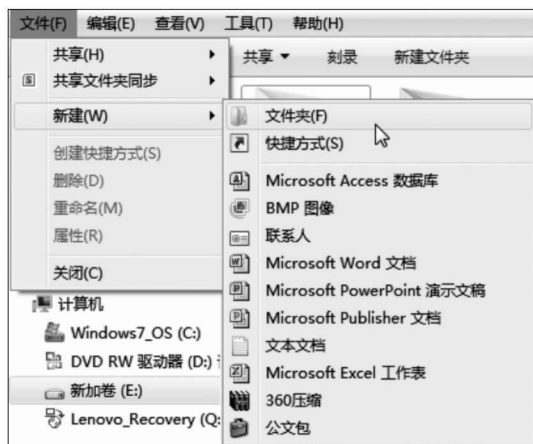 文件(F) 编辑(E) 查看(V) 工具(T) 帮助(H)
共享(H)
共享文件夹同步
新建(W)
创建快捷方式(S)
删除(D)
重命名(M)
属性(R)
关闭(C)
共享 刻录 新建文件夹
文件夹(F)
快捷方式(S)
Microsoft Access 数据库
BMP 图像
联系人
Microsoft Word 文档
Microsoft PowerPoint 演示文稿
Microsoft Publisher 文档
文本文档
Microsoft Excel 工作表
360压缩
公文包
计算机
Windows7_OS (C:)
DVD RW 驱动器 (D:)
新加卷 (E:)
Lenovo_Recovery (Q: